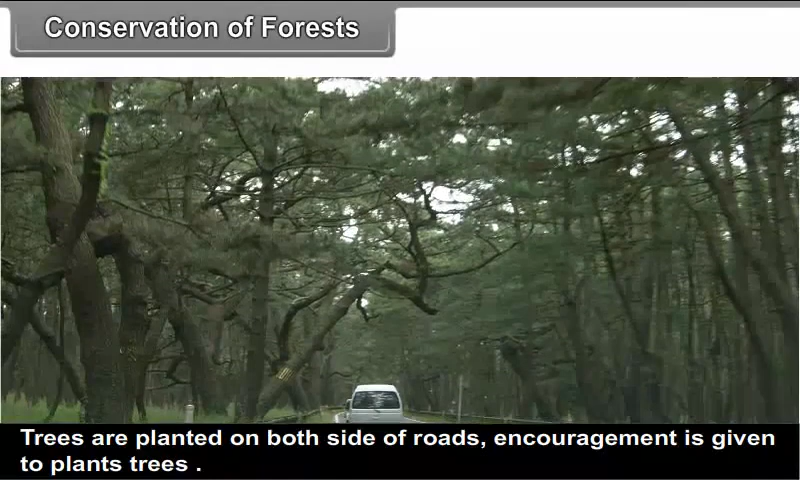 Conservation of Forests
Trees are planted on both side of roads, encouragement is given
to plants trees .